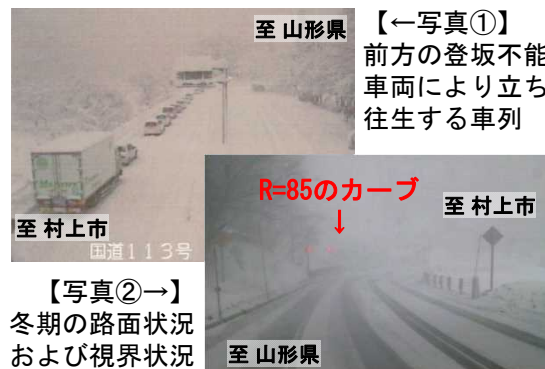 至 山形県
【←写真①】
前方の登坂不能
車両により立ち
往生する車列
至 村上市
国道113号
R=85のカーブ
↓
至 村上市
【写真②→】
冬期の路面状況
および視界状況
至 山形県